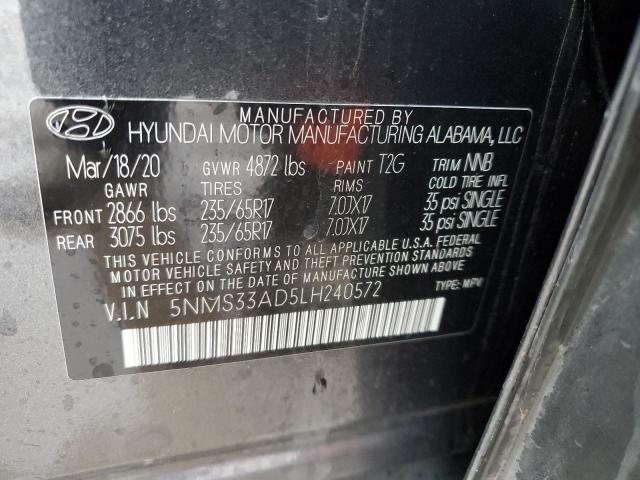 MANUFACTURED BY
HYUNDAI MOTOR MANUFACTURING ALABAMA, LLC
Mar/18/20 GVWR 4872 lbs PAINT T2G TRIM NNB
GAWR TIRES RIMS COLD TIRE INFL
FRONT 2866 lbs 235/65R17 7.0JX17 35 psi SINGLE
REAR 3075 lbs 235/65R17 7.0JX17 35 psi SINGLE
THIS VEHICLE CONFORMS TO ALL APPLICABLE U.S.A. FEDERAL
MOTOR VEHICLE SAFETY, BUMPER, AND THEFT PREVENTION STANDARDS
IN EFFECT ON THE DATE OF MANUFACTURE SHOWN ABOVE.
V.I.N 5NMS33AD5LH240572 TYPE: MPV